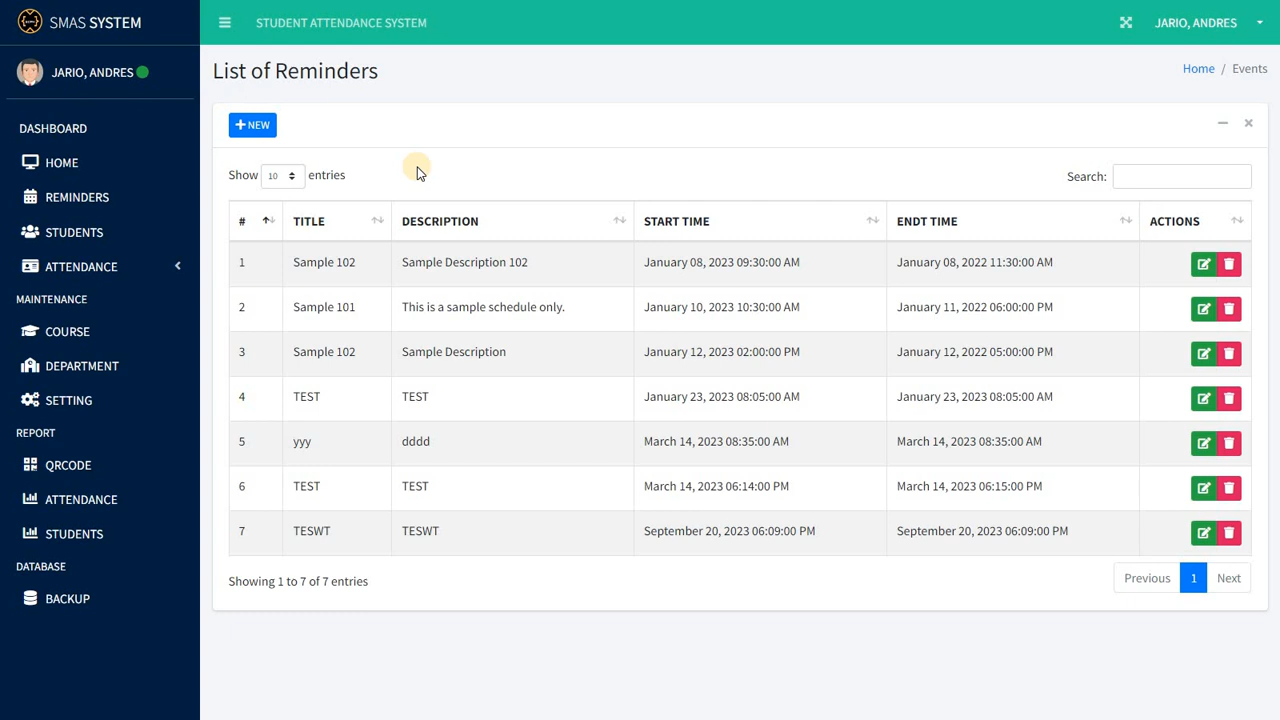 SMAS SYSTEM
STUDENT ATTENDANCE SYSTEM
JARIO, ANDRES
JARIO, ANDRES
DASHBOARD
HOME
REMINDERS
STUDENTS
ATTENDANCE
MAINTENANCE
COURSE
DEPARTMENT
SETTING
REPORT
QRCODE
ATTENDANCE
STUDENTS
DATABASE
BACKUP
List of Reminders
Home / Events
NEW
Show 10 entries
Search:
# TITLE DESCRIPTION START TIME ENDT TIME ACTIONS
1 Sample 102 Sample Description 102 January 08, 2023 09:30:00 AM January 08, 2022 11:30:00 AM
2 Sample 101 This is a sample schedule only. January 10, 2023 10:30:00 AM January 11, 2022 06:00:00 PM
3 Sample 102 Sample Description January 12, 2023 02:00:00 PM January 12, 2022 05:00:00 PM
4 TEST TEST January 23, 2023 08:05:00 AM January 23, 2023 08:05:00 AM
5 yyy dddd March 14, 2023 08:35:00 AM March 14, 2023 08:35:00 AM
6 TEST TEST March 14, 2023 06:14:00 PM March 14, 2023 06:15:00 PM
7 TESWT TESWT September 20, 2023 06:09:00 PM September 20, 2023 06:09:00 PM
Showing 1 to 7 of 7 entries
Previous 1 Next